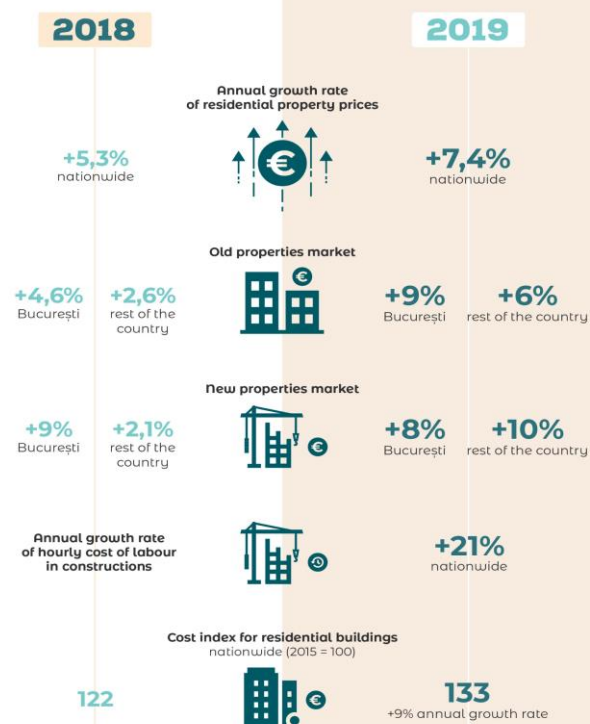 2018
2019
Annual growth rate
of residential property prices
+5,3%
nationwide
+7,4%
nationwide
Old properties market
+4,6%
București
+2,6%
rest of the
country
+9%
București
+6%
rest of the country
New properties market
+9%
București
+2,1%
rest of the
country
+8%
București
+10%
rest of the country
Annual growth rate
of hourly cost of labour
in constructions
+21%
nationwide
Cost index for residential buildings
nationwide (2015 = 100)
122
133
+9% annual growth rate